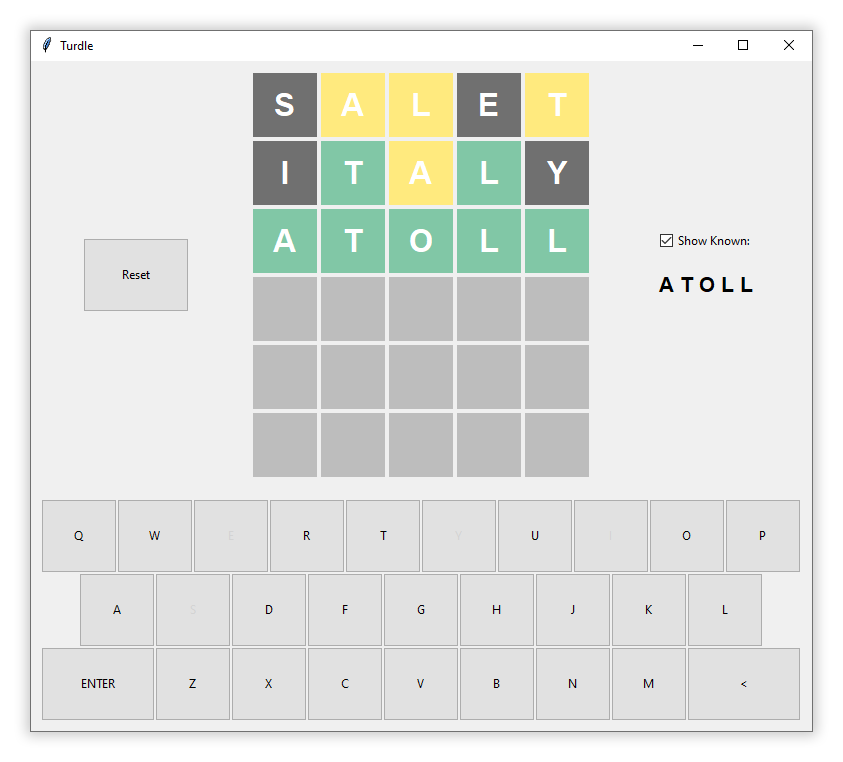 Turdle
S A L E T
I T A L Y
A T O L L
Reset
Show Known:
A T O L L
Q W E R T Y U I O P
A S D F G H J K L
ENTER Z X C V B N M <